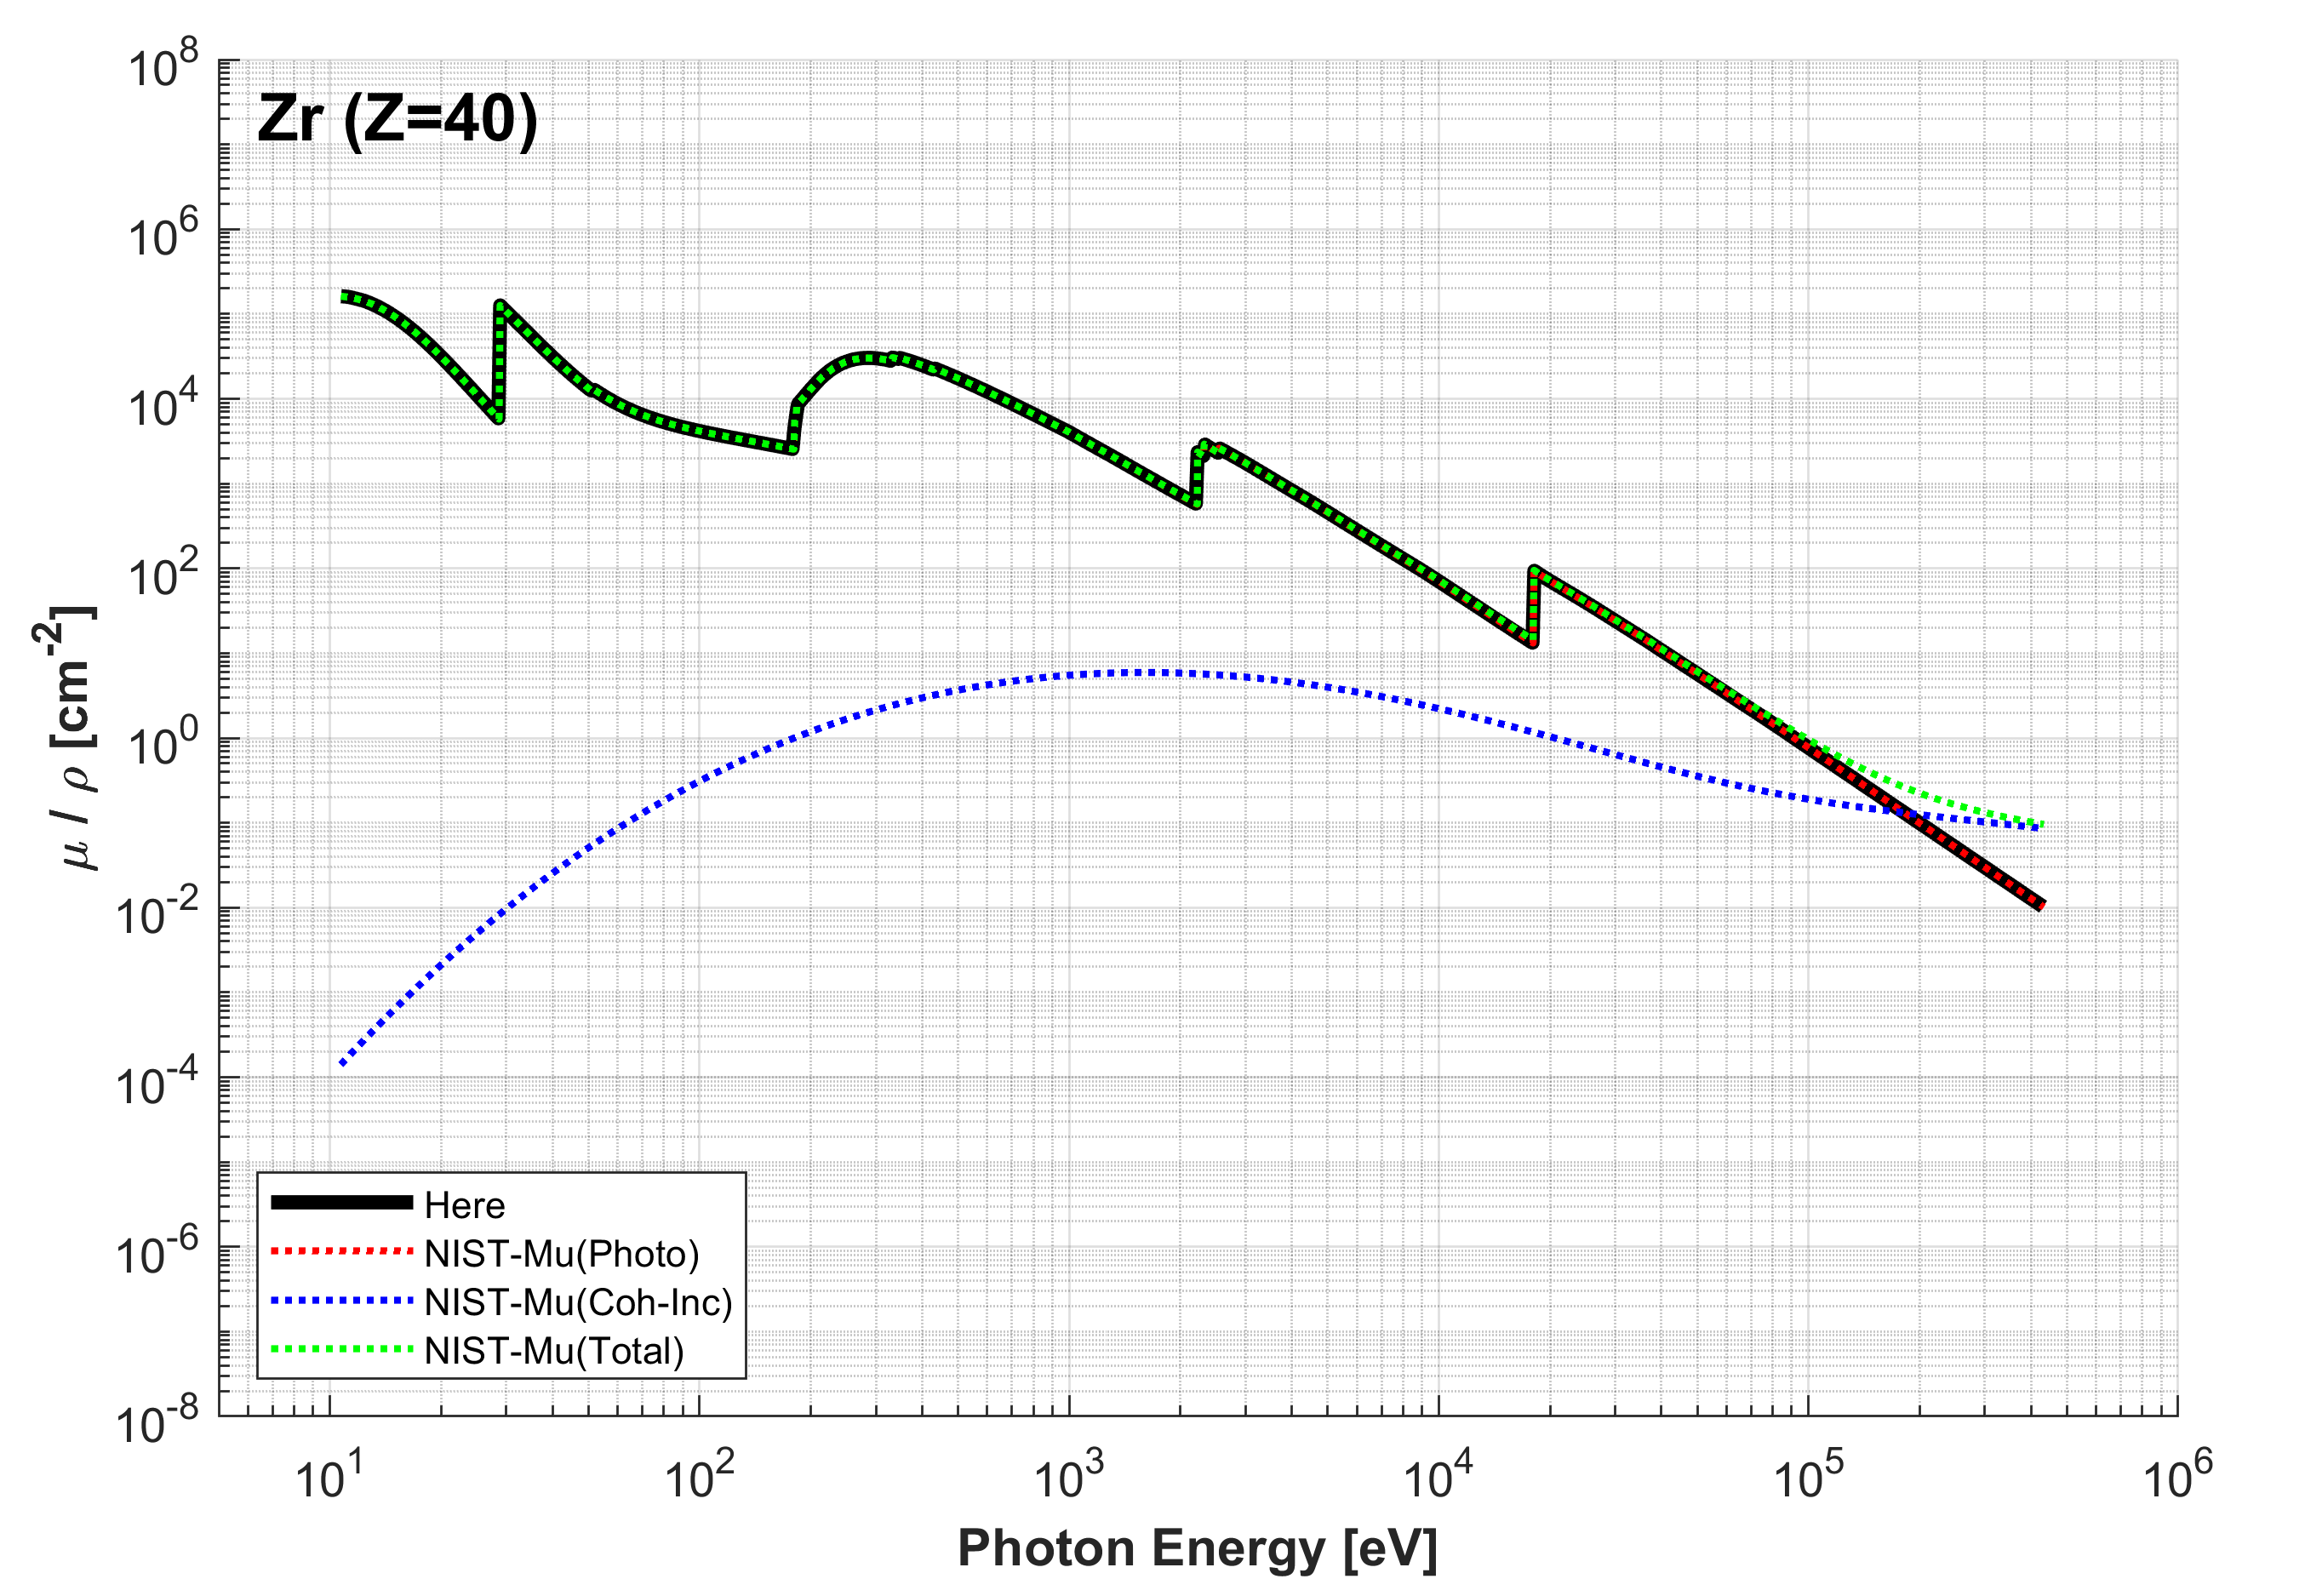 Zr (Z=40)
10^8
10^6
10^4
10^2
10^0
10^-2
10^-4
10^-6
10^-8
μ / ρ [cm^-2]
Here
NIST-Mu(Photo)
NIST-Mu(Coh-Inc)
NIST-Mu(Total)
10^1 10^2 10^3 10^4 10^5 10^6
Photon Energy [eV]